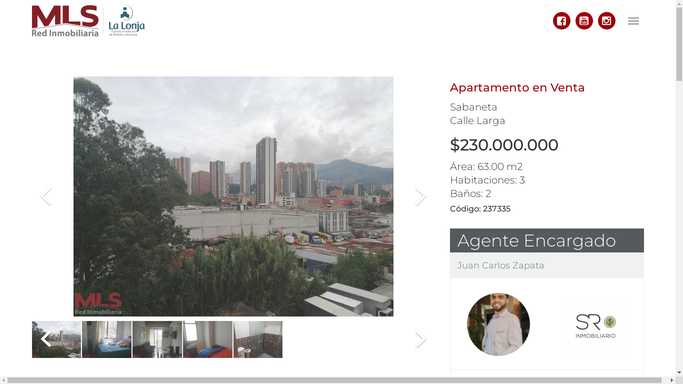 MLS
Red Inmobiliaria
La Lonja
Apartamento en Venta
Sabaneta
Calle Larga
$230.000.000
Área: 63.00 m2
Habitaciones: 3
Baños: 2
Código: 237335
MLS
Red Inmobiliaria
Agente Encargado
Juan Carlos Zapata
SR
INMOBILIARIO